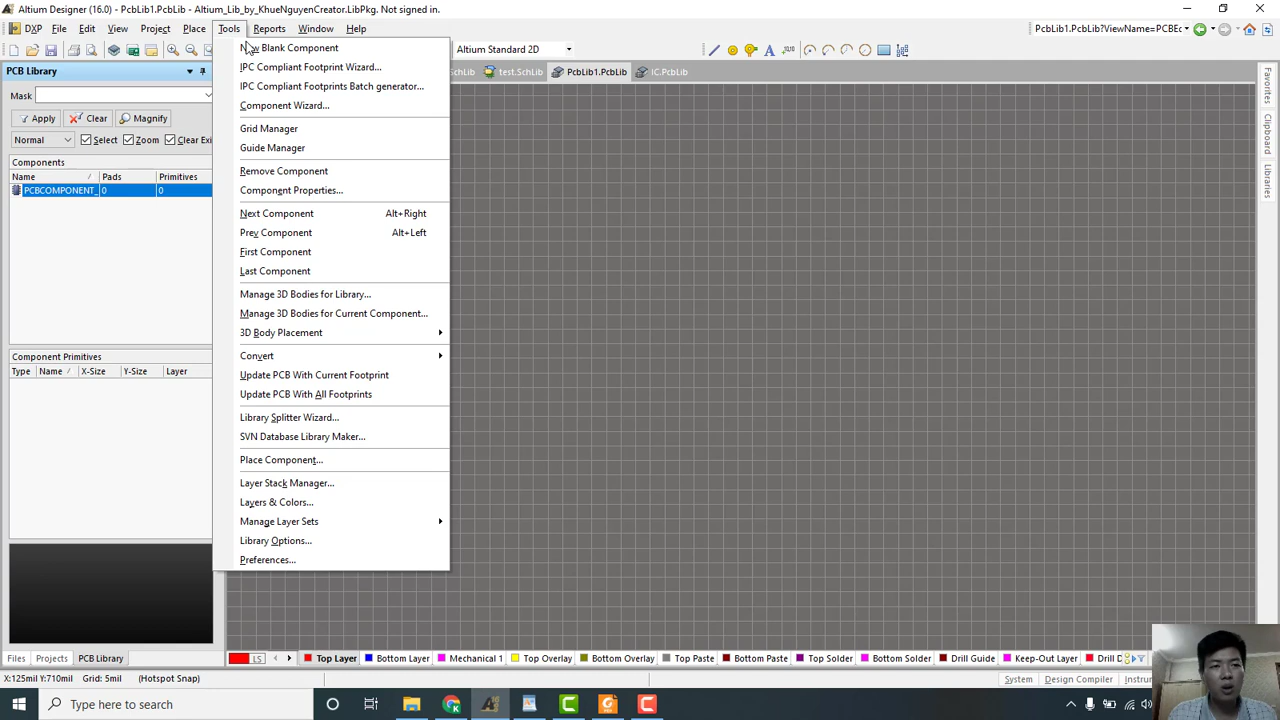 Altium Designer (16.0) - PcbLib1.PcbLib - Altium_Lib_by_KhueNguyenCreator.LibPkg. Not signed in.
DXP File Edit View Project Place Tools Reports Window Help
PcbLib1.PcbLib?ViewName=PCBEc
Altium Standard 2D
PCB Library
SchLib test.SchLib PcbLib1.PcbLib IC.PcbLib
Mask
Apply Clear Magnify
Normal Select Zoom Clear Exi
Components
Name Pads Primitives
PCBCOMPONENT_ 0 0
Component Primitives
Type Name X-Size Y-Size Layer
Blank Component
IPC Compliant Footprint Wizard...
IPC Compliant Footprints Batch generator...
Component Wizard...
Grid Manager
Guide Manager
Remove Component
Component Properties...
Next Component Alt+Right
Prev Component Alt+Left
First Component
Last Component
Manage 3D Bodies for Library...
Manage 3D Bodies for Current Component...
3D Body Placement
Convert
Update PCB With Current Footprint
Update PCB With All Footprints
Library Splitter Wizard...
SVN Database Library Maker...
Place Component...
Layer Stack Manager...
Layers & Colors...
Manage Layer Sets
Library Options...
Preferences...
Favorites
Clipboard
Libraries
Files Projects PCB Library
LS Top Layer Bottom Layer Mechanical 1 Top Overlay Bottom Overlay Top Paste Bottom Paste Top Solder Bottom Solder Drill Guide Keep-Out Layer Drill D
X:125mil Y:710mil Grid: 5mil (Hotspot Snap)
System Design Compiler Instru
Type here to search